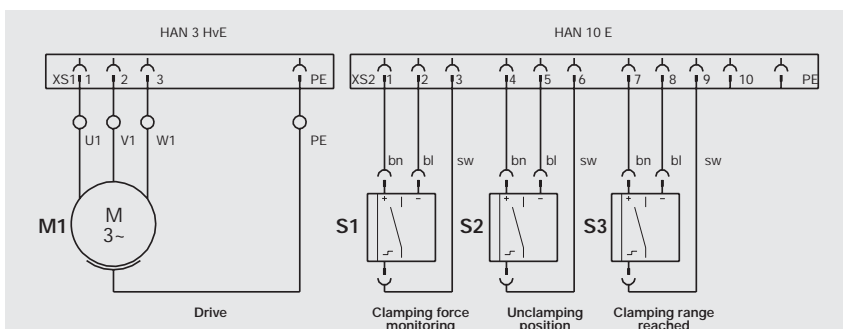 HAN 3 HvE
HAN 10 E
XS1 1 2 3 PE
XS2 1 2 3 4 5 6 7 8 9 10 PE
U1 V1 W1 PE
bn bl sw bn bl sw bn bl sw
+ − + − + −
M1
M
3~
S1 S2 S3
Drive
Clamping force
monitoring
Unclamping
position
Clamping range
reached